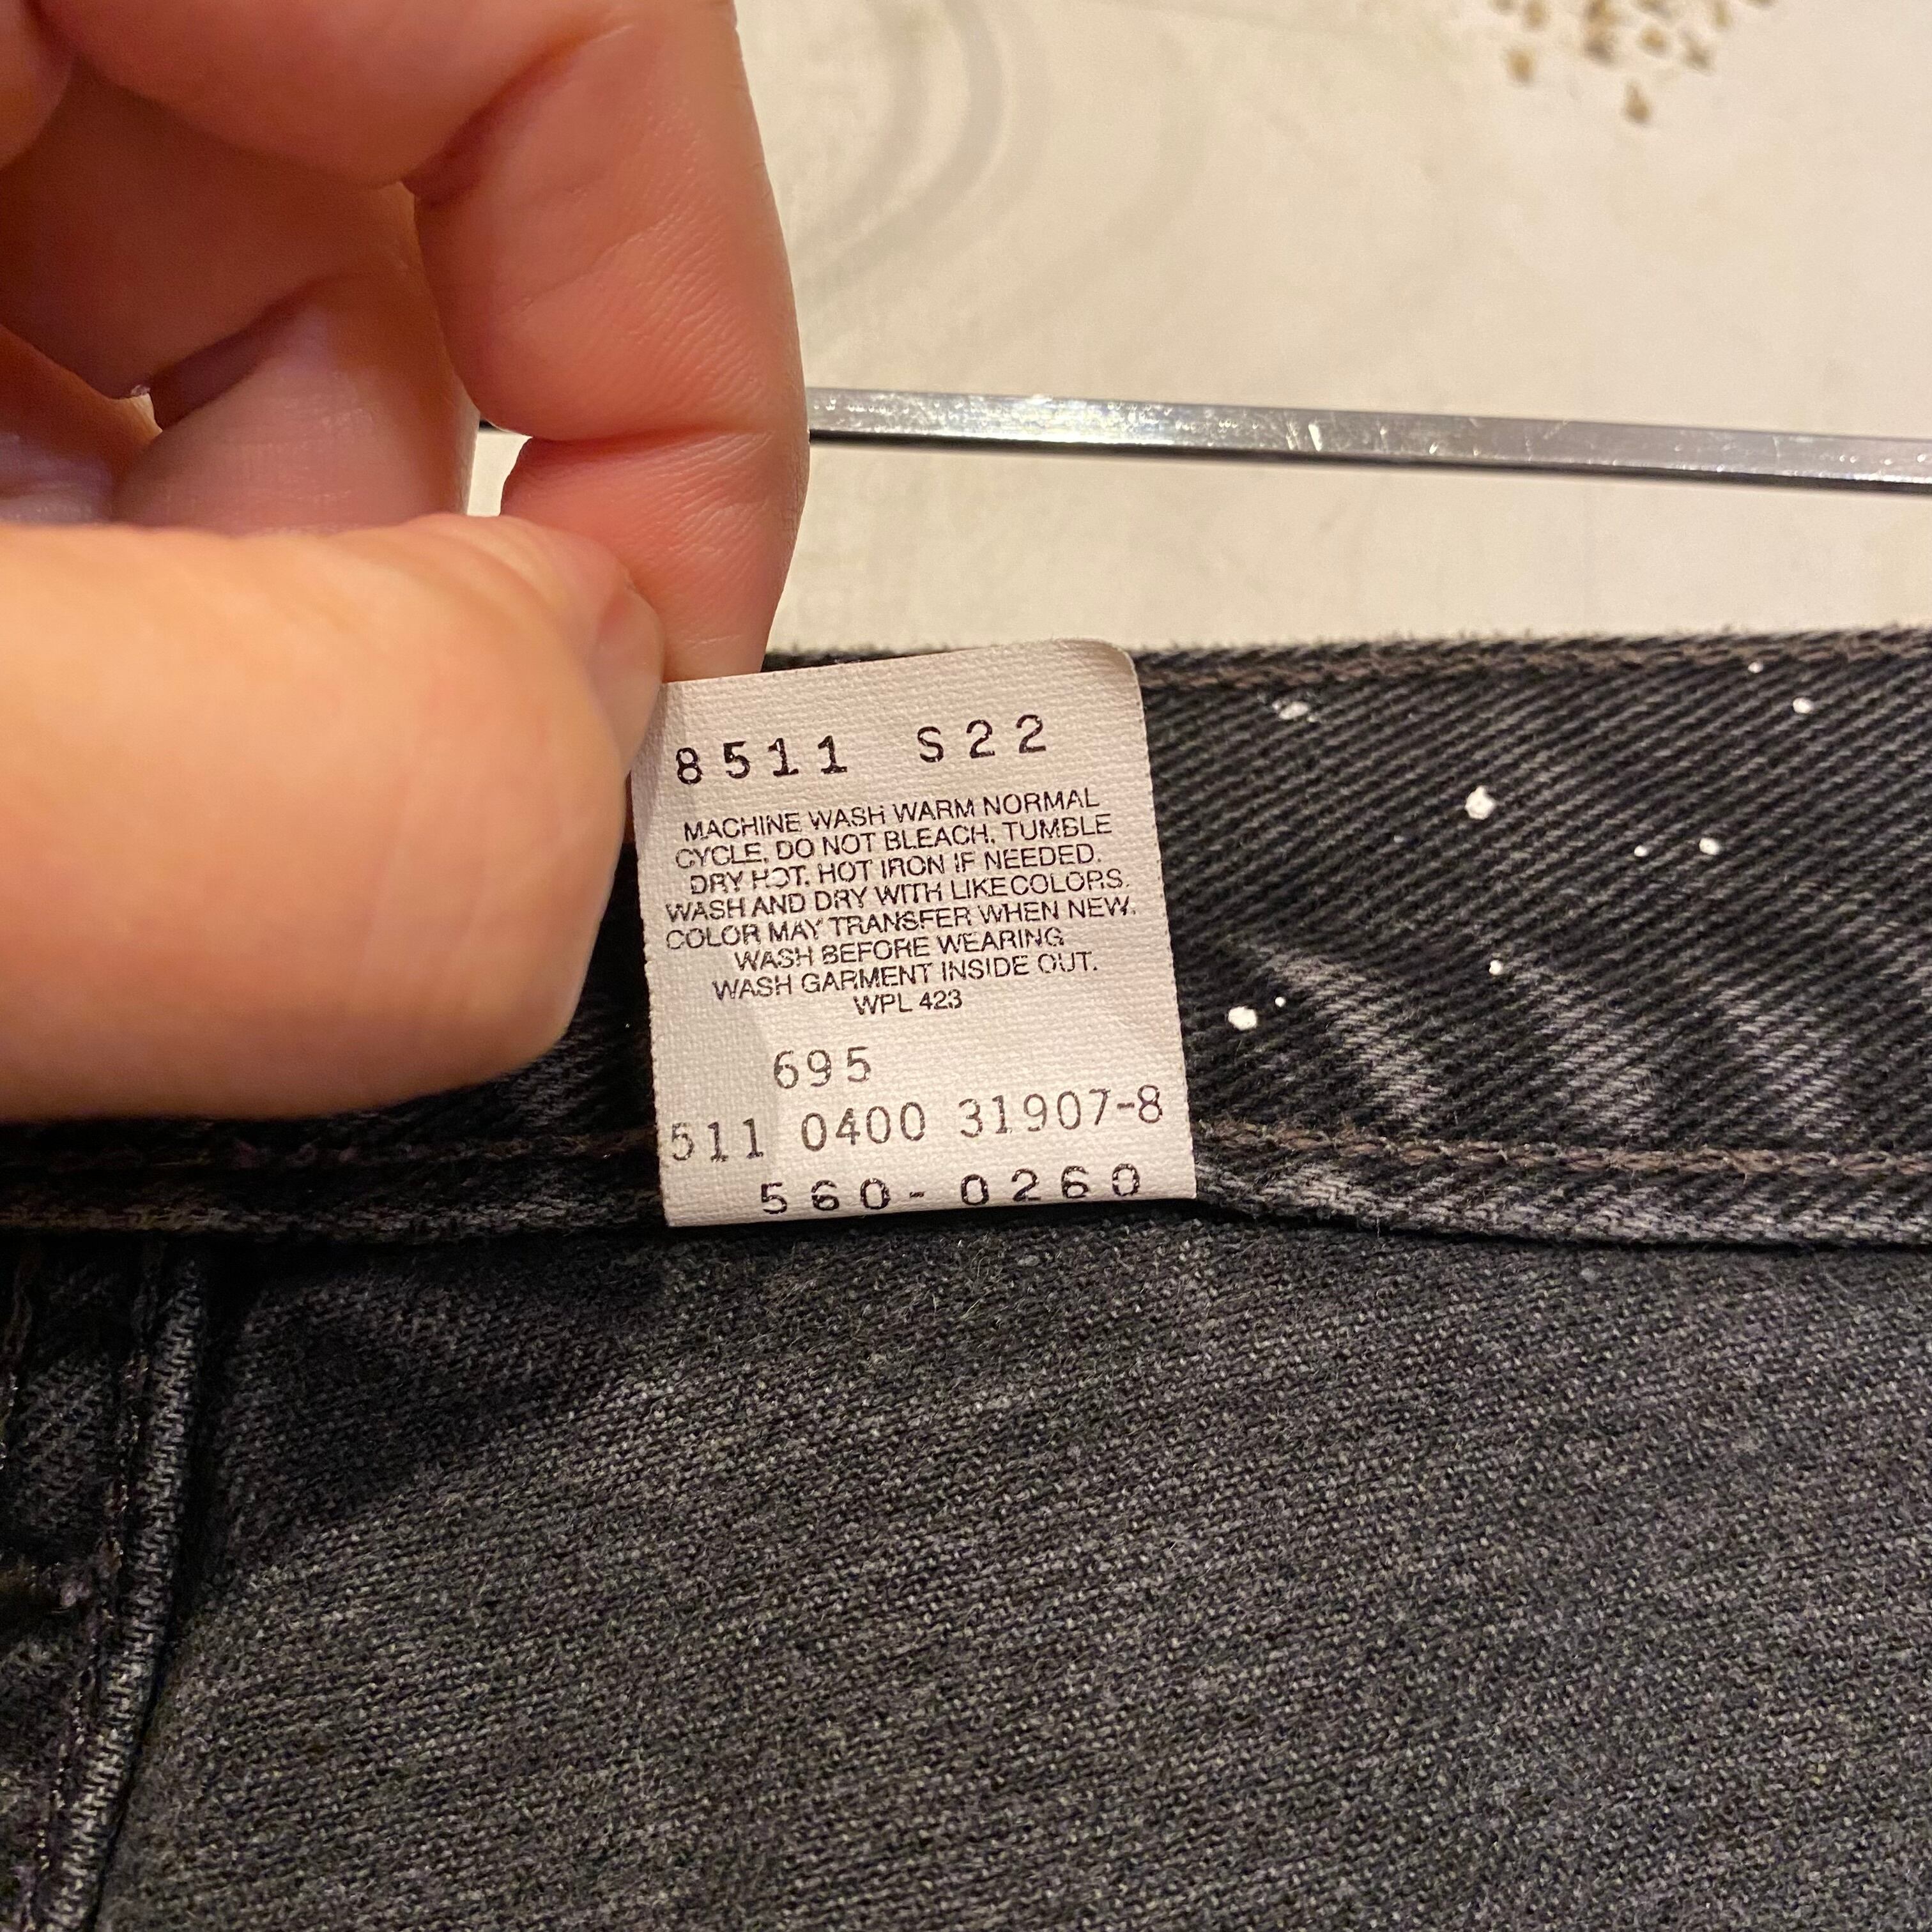 8511 S22
MACHINE WASH WARM NORMAL
CYCLE. DO NOT BLEACH. TUMBLE
DRY HOT. HOT IRON IF NEEDED.
WASH AND DRY WITH LIKE COLORS.
COLOR MAY TRANSFER WHEN NEW.
WASH BEFORE WEARING
WASH GARMENT INSIDE OUT.
WPL 423
695
511 0400 31907-8
560-0260